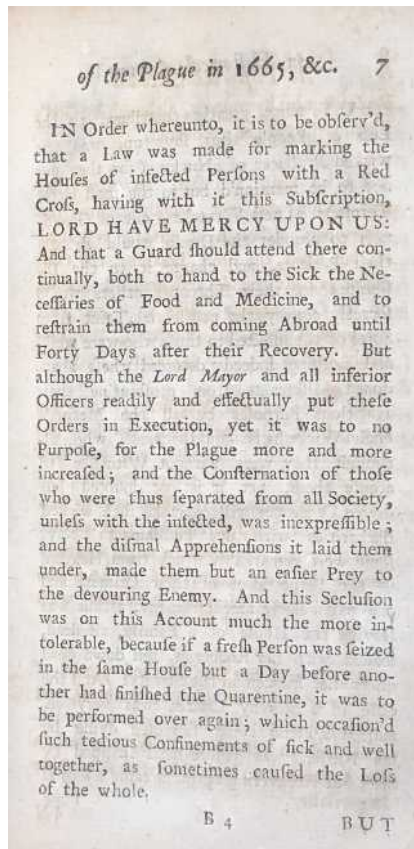 of the Plague in 1665, &c. 7
IN Order whereunto, it is to be obſerv'd,
that a Law was made for marking the
Houſes of infected Perſons with a Red
Croſs, having with it this Subſcription,
LORD HAVE MERCY UPON US:
And that a Guard ſhould attend there con-
tinually, both to hand to the Sick the Ne-
ceſſaries of Food and Medicine, and to
reſtrain them from coming Abroad until
Forty Days after their Recovery. But
although the Lord Mayor and all inferior
Officers readily and effectually put theſe
Orders in Execution, yet it was to no
Purpoſe, for the Plague more and more
increaſed; and the Conſternation of thoſe
who were thus ſeparated from all Society,
unleſs with the infected, was inexpreſſible;
and the diſmal Apprehenſions it laid them
under, made them but an eaſier Prey to
the devouring Enemy. And this Secluſion
was on this Account much the more in-
tolerable, becauſe if a freſh Perſon was ſeized
in the ſame Houſe but a Day before ano-
ther had finiſhed the Quarentine, it was to
be performed over again; which occaſion'd
ſuch tedious Confinements of ſick and well
together, as ſometimes cauſed the Loſs
of the whole.
B 4 BUT